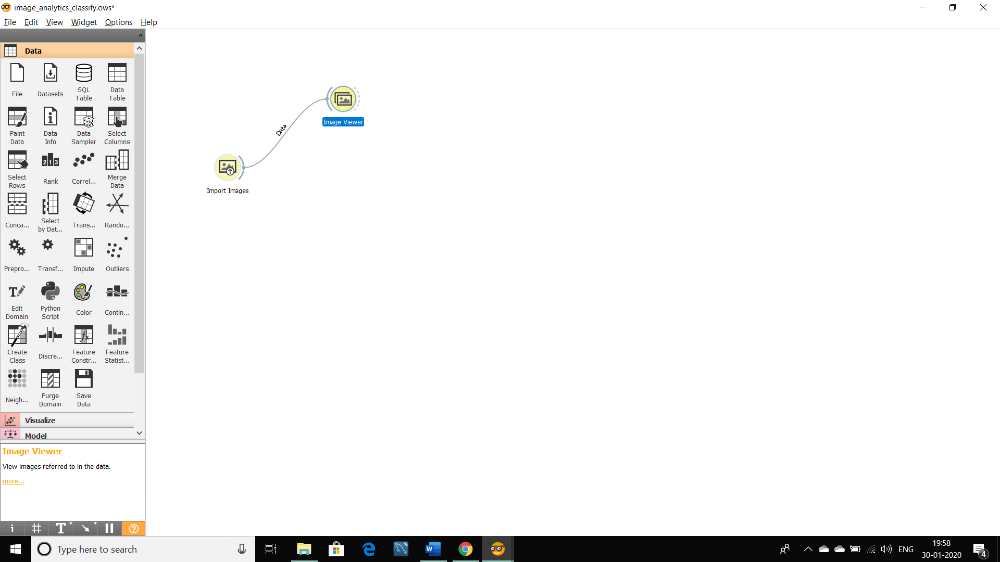 image_analytics_classify.ows*
File Edit View Widget Options Help
«
Data
File Datasets SQL Table Data Table
Paint Data Data Info Data Sampler Select Columns
213
Select Rows Rank Correl... Merge Data
Conca... Select by Dat... Trans... Rando...
Prepro... Transf... Impute Outliers
Edit Domain Python Script Color Contin...
Create Class Discre... Feature Constr... Feature Statist...
Neigh... Purge Domain Save Data
Visualize
Model
Image Viewer
Data
Import Images
Image Viewer
View images referred to in the data.
more...
Type here to search
ENG
19:58
30-01-2020
4